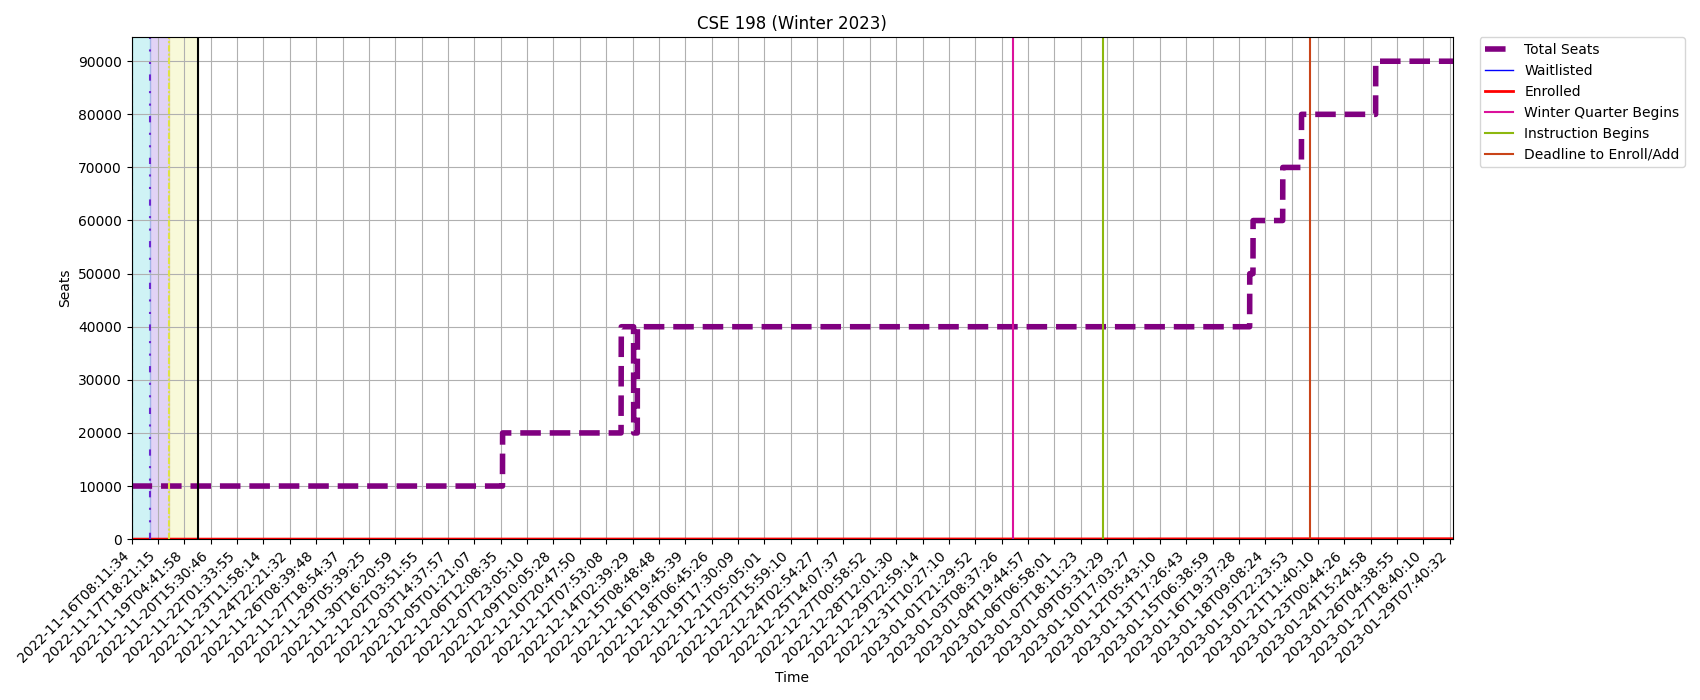 CSE 198 (Winter 2023)
90000
80000
70000
60000
50000
40000
30000
20000
10000
0
Seats
2022-11-16T08:11:34
2022-11-17T18:21:15
2022-11-19T04:41:58
2022-11-20T15:30:46
2022-11-22T01:33:55
2022-11-23T11:58:14
2022-11-24T22:21:32
2022-11-26T08:39:48
2022-11-27T18:54:37
2022-11-29T05:39:25
2022-11-30T16:20:59
2022-12-02T03:51:55
2022-12-03T14:37:57
2022-12-05T01:21:07
2022-12-06T12:08:35
2022-12-07T23:05:10
2022-12-09T10:05:28
2022-12-10T20:47:50
2022-12-12T07:53:08
2022-12-14T02:39:29
2022-12-15T08:48:48
2022-12-16T19:45:39
2022-12-18T06:45:26
2022-12-19T17:30:09
2022-12-21T05:05:01
2022-12-22T15:59:10
2022-12-24T02:54:27
2022-12-25T14:07:37
2022-12-27T00:58:52
2022-12-28T12:01:30
2022-12-29T22:59:14
2022-12-31T10:27:10
2023-01-01T21:29:52
2023-01-03T08:37:26
2023-01-04T19:44:57
2023-01-06T06:58:01
2023-01-07T18:11:23
2023-01-09T05:31:29
2023-01-10T17:03:27
2023-01-12T05:43:10
2023-01-13T17:26:43
2023-01-15T06:38:59
2023-01-16T19:37:28
2023-01-18T09:08:24
2023-01-19T22:23:53
2023-01-21T11:40:10
2023-01-23T00:44:26
2023-01-24T15:24:58
2023-01-26T04:38:55
2023-01-27T18:40:10
2023-01-29T07:40:32
Time
Total Seats
Waitlisted
Enrolled
Winter Quarter Begins
Instruction Begins
Deadline to Enroll/Add